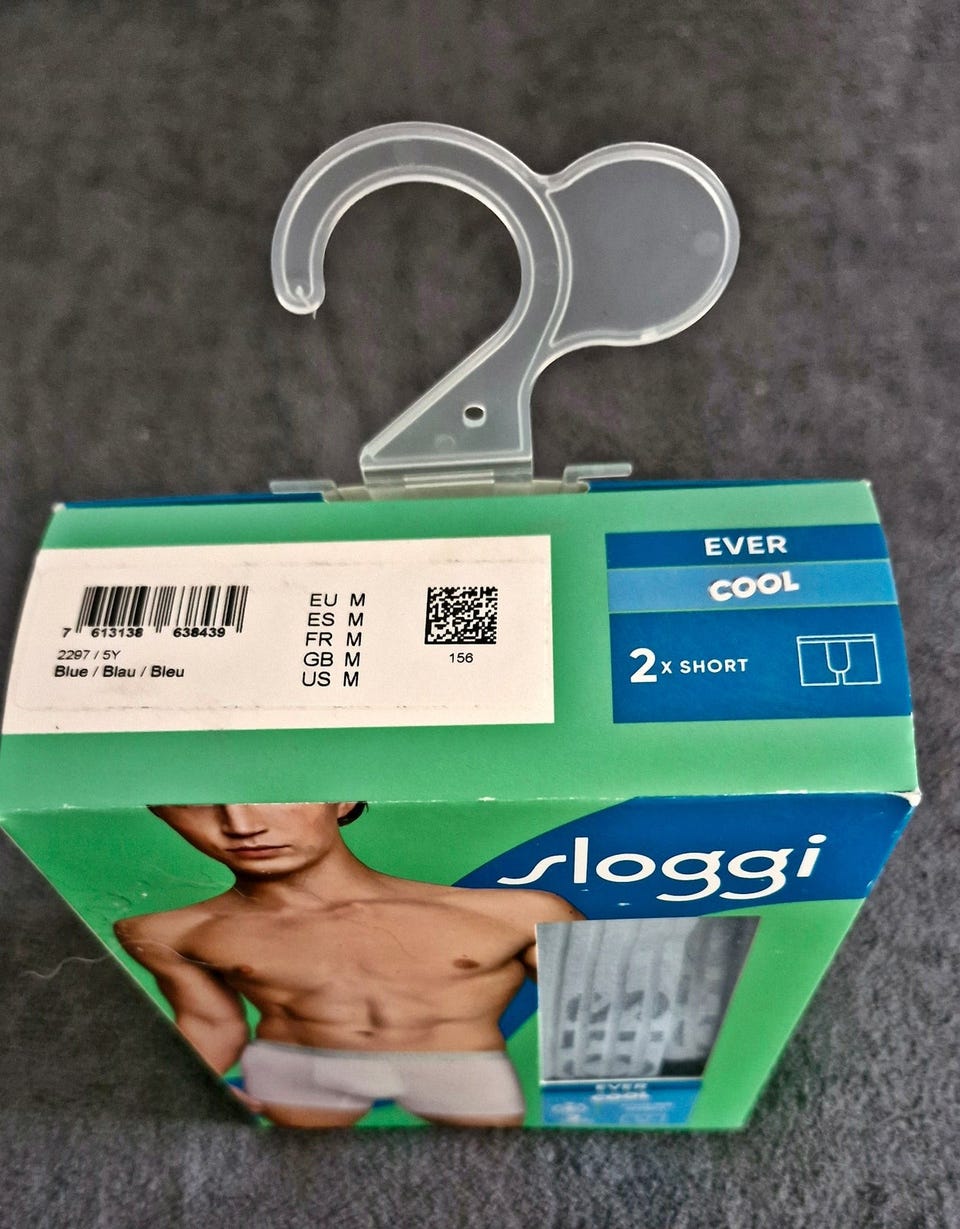 7 613138 638439
2297 / 5Y
Blue / Blau / Bleu
EU M
ES M
FR M
GB M
US M
156
EVER
COOL
2 X SHORT
sloggi
EVER
COOL